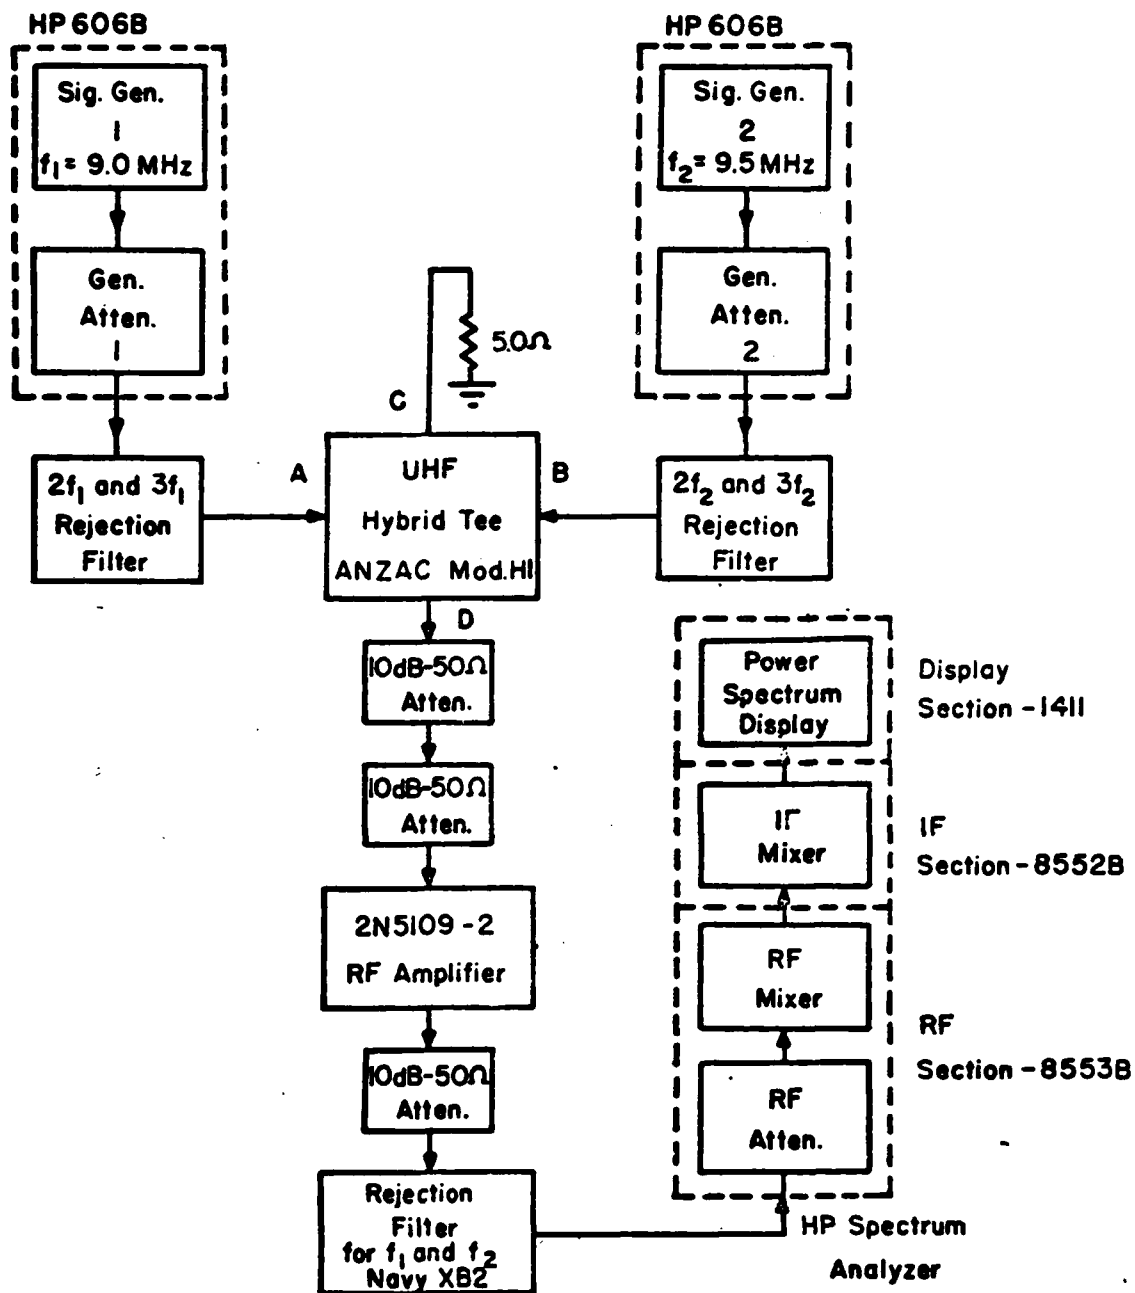 HP 606B
Sig. Gen.
1
f₁ = 9.0 MHz
Gen.
Atten.
1
2f₁ and 3f₁
Rejection
Filter
HP 606B
Sig. Gen.
2
f₂ = 9.5 MHz
Gen.
Atten.
2
2f₂ and 3f₂
Rejection
Filter
50Ω
C
A
B
UHF
Hybrid Tee
ANZAC Mod. H1
D
10dB-50Ω
Atten.
10dB-50Ω
Atten.
2N5109-2
RF Amplifier
10dB-50Ω
Atten.
Rejection
Filter
for f₁ and f₂
Navy XB2
Power
Spectrum
Display
Display
Section-1411
IF
Mixer
IF
Section-8552B
RF
Mixer
RF
Section-8553B
RF
Atten.
HP Spectrum
Analyzer